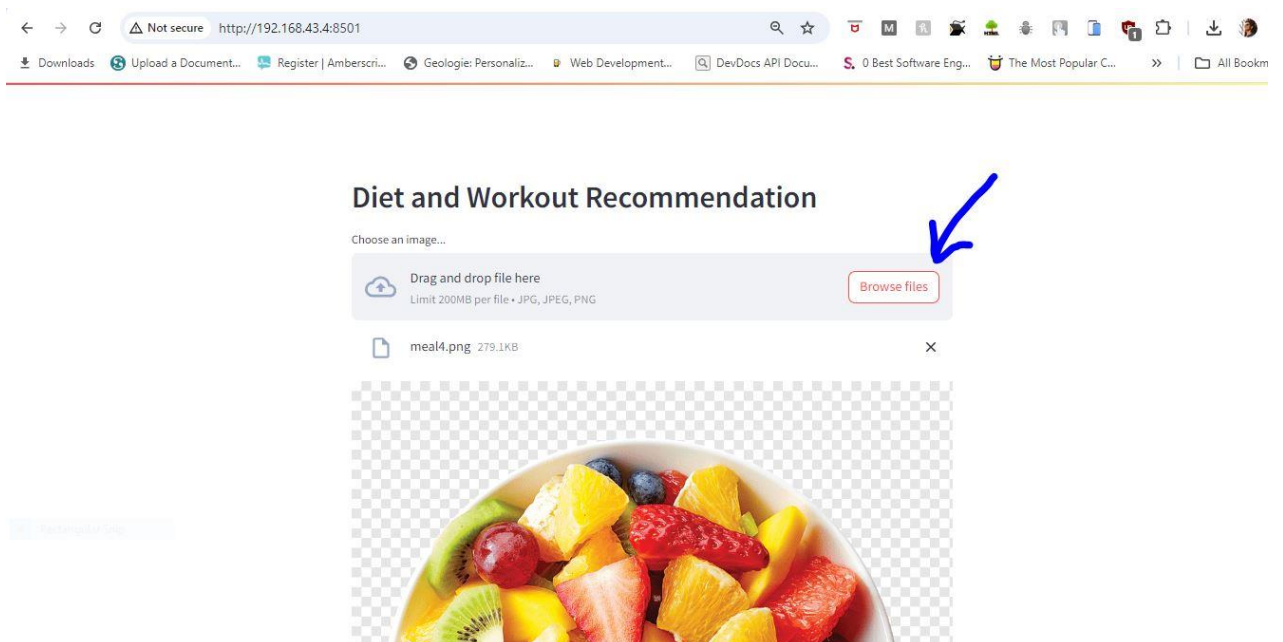 Not secure http://192.168.43.4:8501
M
1
Downloads Upload a Document... Register | Amberscri... Geologie: Personaliz... Web Development... DevDocs API Docu... S. 0 Best Software Eng... The Most Popular C... » All Bookm
Diet and Workout Recommendation
Choose an image...
Drag and drop file here
Limit 200MB per file • JPG, JPEG, PNG
Browse files
meal4.png 279.1KB